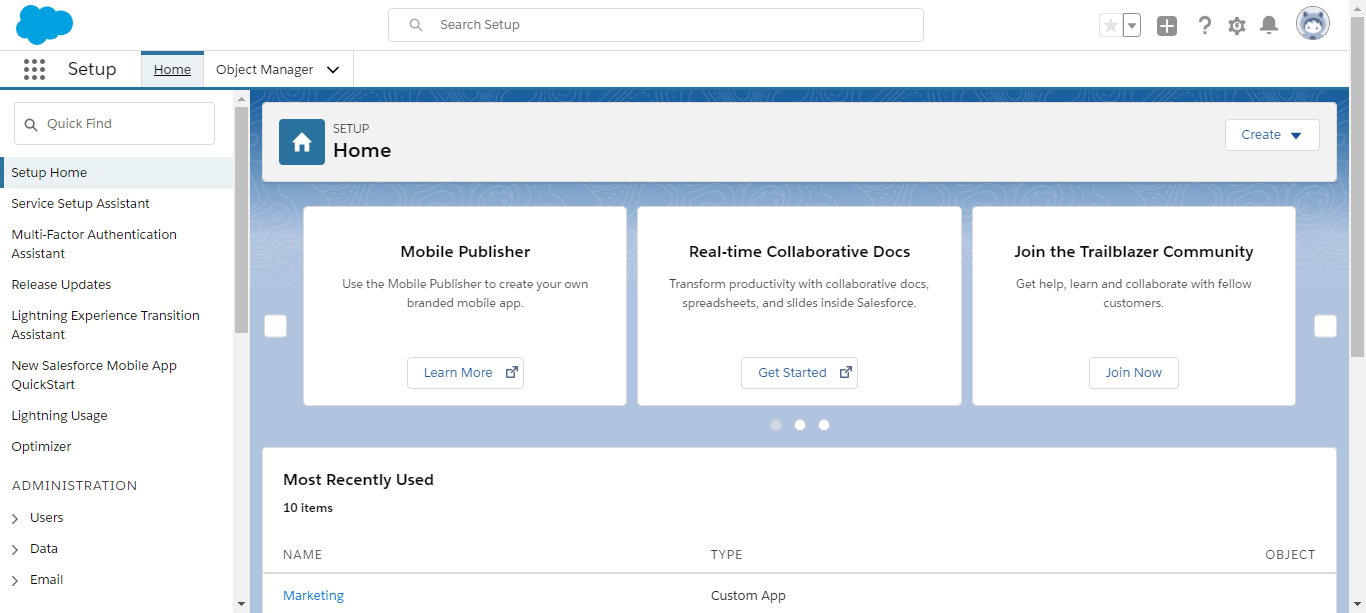 Search Setup
Setup
Home
Object Manager
Quick Find
Setup Home
Service Setup Assistant
Multi-Factor Authentication
Assistant
Release Updates
Lightning Experience Transition
Assistant
New Salesforce Mobile App
QuickStart
Lightning Usage
Optimizer
ADMINISTRATION
Users
Data
Email
SETUP
Home
Create
Mobile Publisher
Use the Mobile Publisher to create your own
branded mobile app.
Learn More
Real-time Collaborative Docs
Transform productivity with collaborative docs,
spreadsheets, and slides inside Salesforce.
Get Started
Join the Trailblazer Community
Get help, learn and collaborate with fellow
customers.
Join Now
Most Recently Used
10 items
NAME TYPE OBJECT
Marketing Custom App